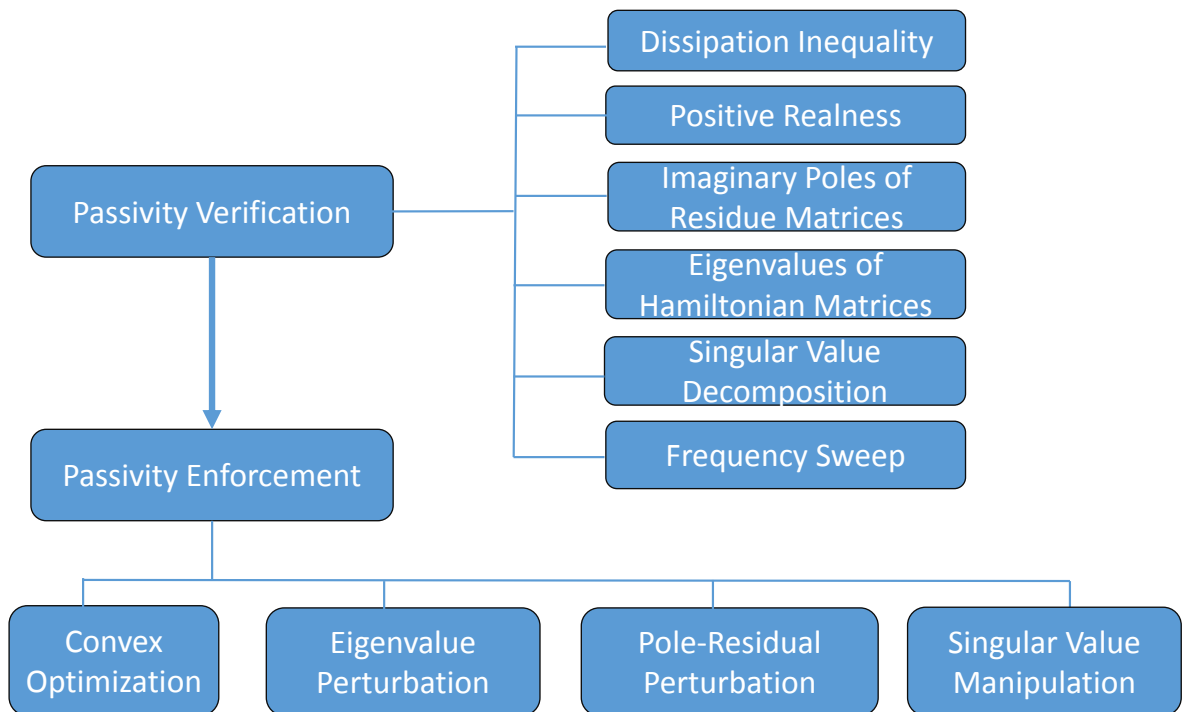 Dissipation Inequality
Positive Realness
Imaginary Poles of
Residue Matrices
Passivity Verification
Eigenvalues of
Hamiltonian Matrices
Singular Value
Decomposition
Frequency Sweep
Passivity Enforcement
Convex
Optimization
Eigenvalue
Perturbation
Pole-Residual
Perturbation
Singular Value
Manipulation